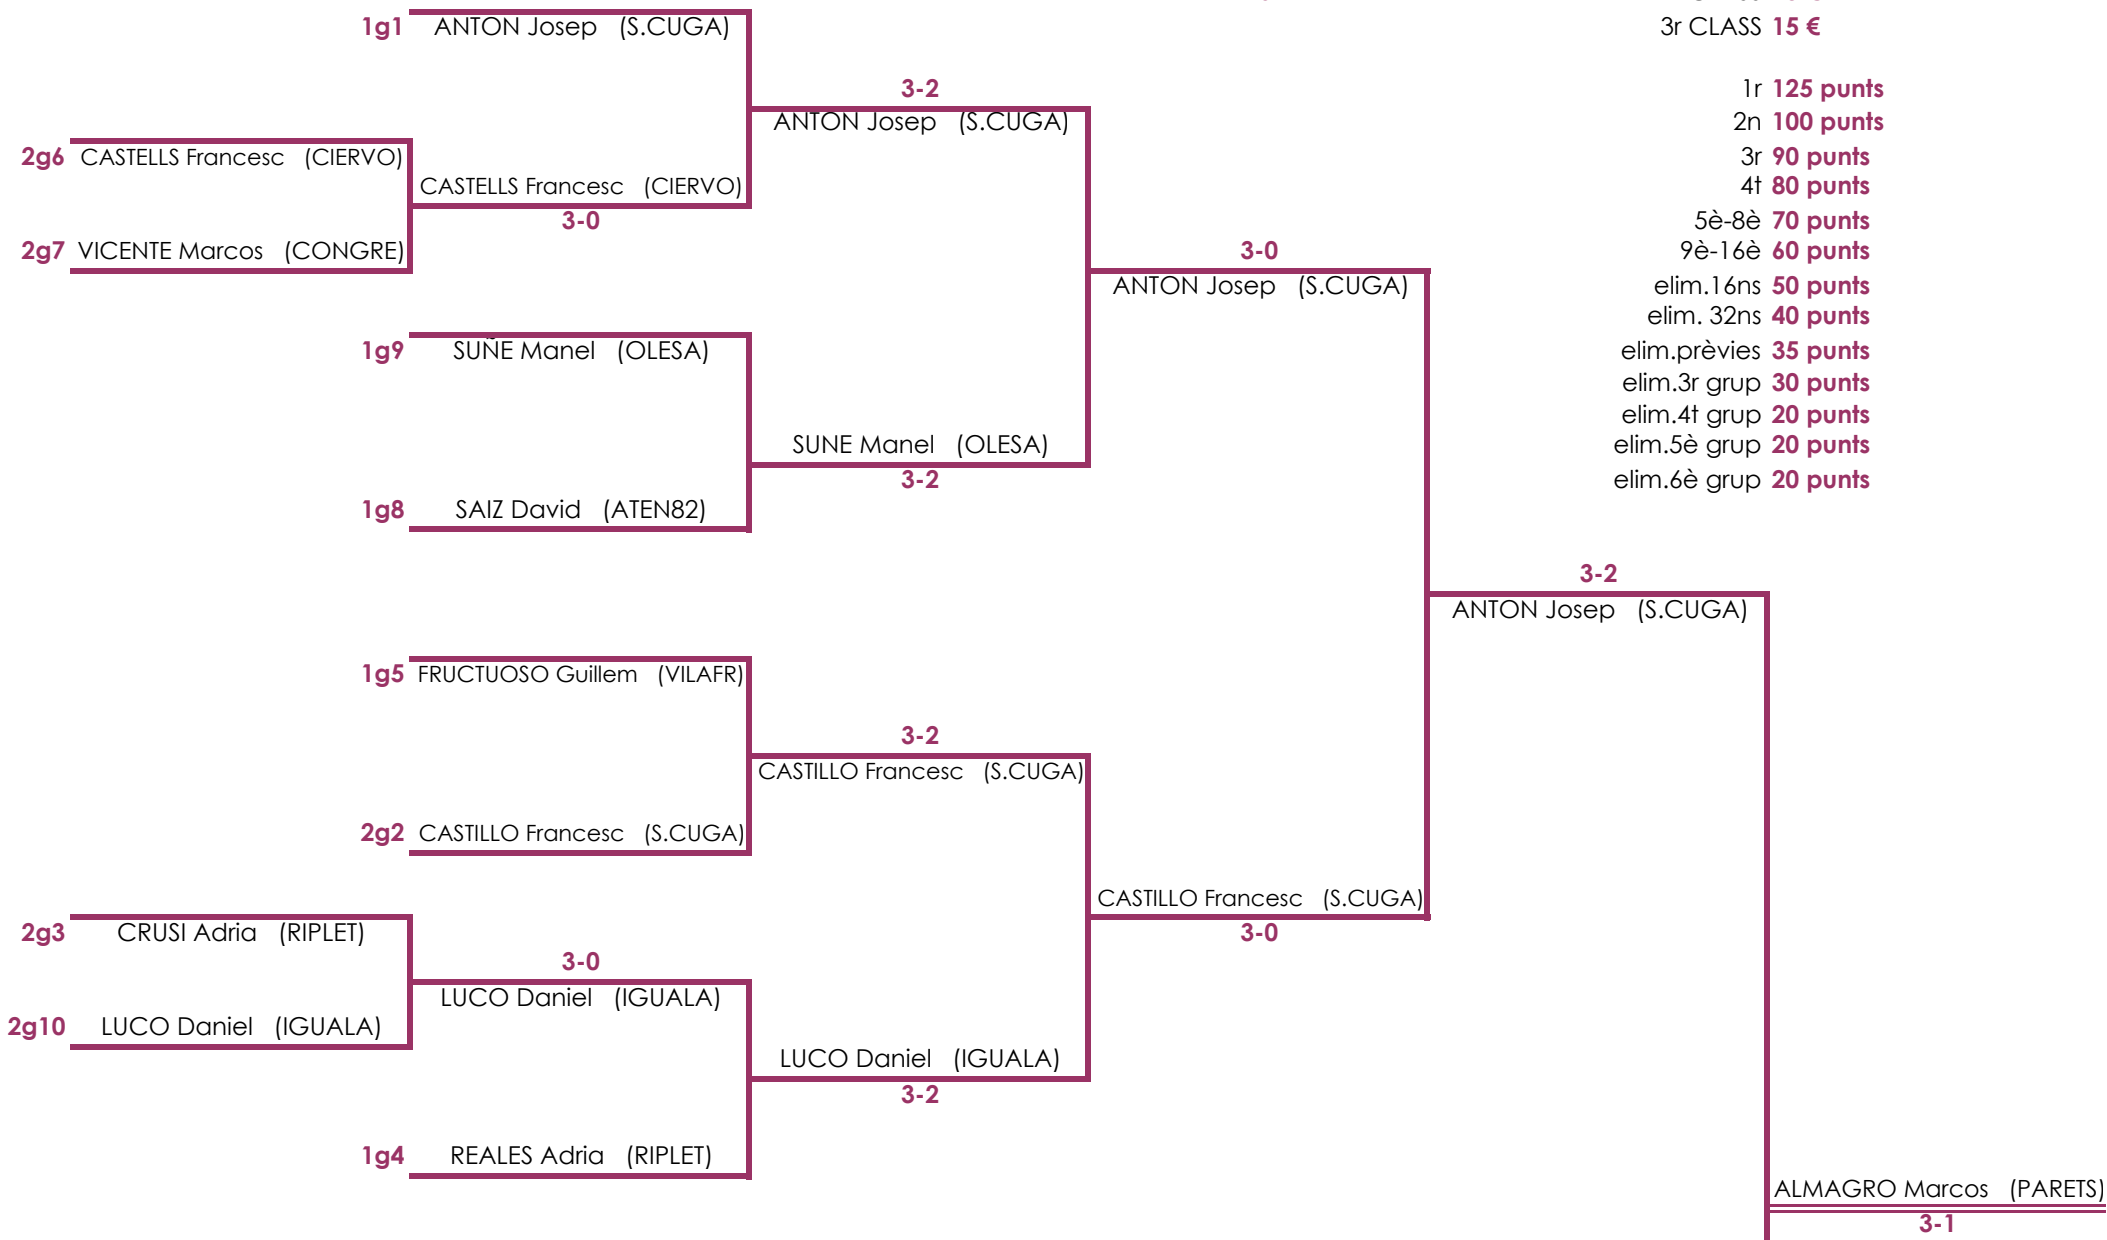 1g1 ANTON Josep (S.CUGA)
3r CLASS 15 €
3-2
ANTON Josep (S.CUGA)
1r 125 punts
2n 100 punts
3r 90 punts
4t 80 punts
5è-8è 70 punts
9è-16è 60 punts
elim.16ns 50 punts
elim. 32ns 40 punts
elim.prèvies 35 punts
elim.3r grup 30 punts
elim.4t grup 20 punts
elim.5è grup 20 punts
elim.6è grup 20 punts
2g6 CASTELLS Francesc (CIERVO)
CASTELLS Francesc (CIERVO)
3-0
2g7 VICENTE Marcos (CONGRE)
3-0
ANTON Josep (S.CUGA)
1g9 SUÑE Manel (OLESA)
SUNE Manel (OLESA)
3-2
1g8 SAIZ David (ATEN82)
3-2
ANTON Josep (S.CUGA)
1g5 FRUCTUOSO Guillem (VILAFR)
3-2
CASTILLO Francesc (S.CUGA)
2g2 CASTILLO Francesc (S.CUGA)
CASTILLO Francesc (S.CUGA)
3-0
2g3 CRUSI Adria (RIPLET)
3-0
LUCO Daniel (IGUALA)
2g10 LUCO Daniel (IGUALA)
LUCO Daniel (IGUALA)
3-2
1g4 REALES Adria (RIPLET)
ALMAGRO Marcos (PARETS)
3-1